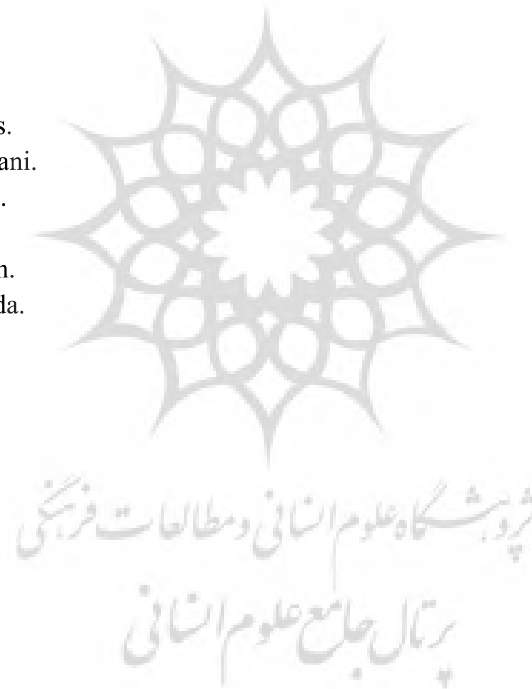 s.
ani.
.
n.
da.
پژوهشگاه علوم انسانی و مطالعات فرهنگی
پرتال جامع علوم انسانی